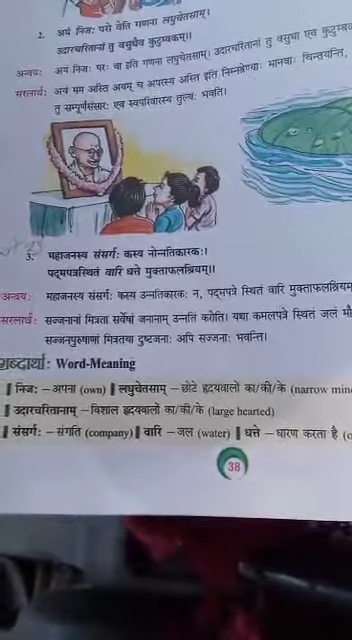 2. अयं निजः परो वेति गणना लघुचेतसाम्।
उदारचरितानां तु वसुधैव कुटुम्बकम्॥
अन्वयः अयं निजः परः वा इति गणना लघुचेतसाम्। उदारचरितानां तु वसुधा एव कुटुम्बक
सरलार्थः अयं मम अस्ति अयम् च अपरस्य अस्ति इति निम्नश्रेण्याः मानवाः चिन्तयन्ति,
तु सम्पूर्णसंसारः एव स्वपरिवारस्य तुल्यः भवति।
3. महाजनस्य संसर्गः कस्य नोन्नतिकारकः।
पद्मपत्रस्थितं वारि धत्ते मुक्ताफलश्रियम्॥
अन्वयः महाजनस्य संसर्गः कस्य उन्नतिकारकः न, पद्मपत्रे स्थितं वारि मुक्ताफलश्रियम
सरलार्थः सज्जनानां मित्रता सर्वेषां जनानाम् उन्नतिं करोति। यथा कमलपत्रे स्थितं जलं मौ
सज्जनपुरुषाणां मित्रतया दुष्टजनाः अपि सज्जनाः भवन्ति।
शब्दार्थाः Word-Meaning
निजः – अपना (own) लघुचेतसाम् – छोटे हृदयवालो का/की/के (narrow min
उदारचरितानाम् – विशाल हृदयवालों का/की/के (large hearted)
संसर्गः – संगति (company) वारि – जल (water) धत्ते – धारण करता है
38